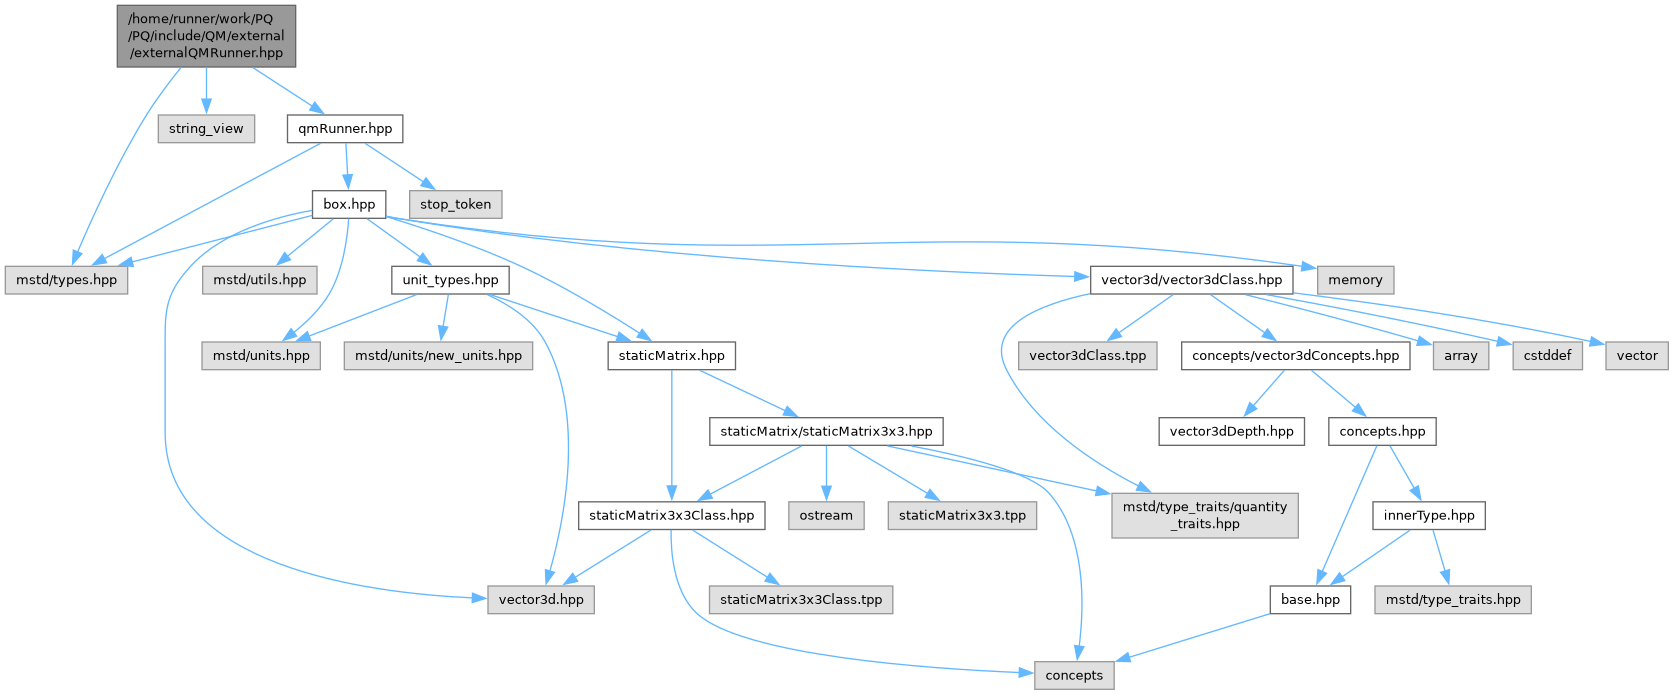 /home/runner/work/PQ
/PQ/include/QM/external
/externalQMRunner.hpp
string_view
qmRunner.hpp
box.hpp
stop_token
mstd/types.hpp
mstd/utils.hpp
unit_types.hpp
vector3d/vector3dClass.hpp
memory
mstd/units.hpp
mstd/units/new_units.hpp
staticMatrix.hpp
vector3dClass.tpp
concepts/vector3dConcepts.hpp
array
cstddef
vector
staticMatrix/staticMatrix3x3.hpp
vector3dDepth.hpp
concepts.hpp
staticMatrix3x3Class.hpp
ostream
staticMatrix3x3.tpp
mstd/type_traits/quantity
_traits.hpp
innerType.hpp
vector3d.hpp
staticMatrix3x3Class.tpp
base.hpp
mstd/type_traits.hpp
concepts